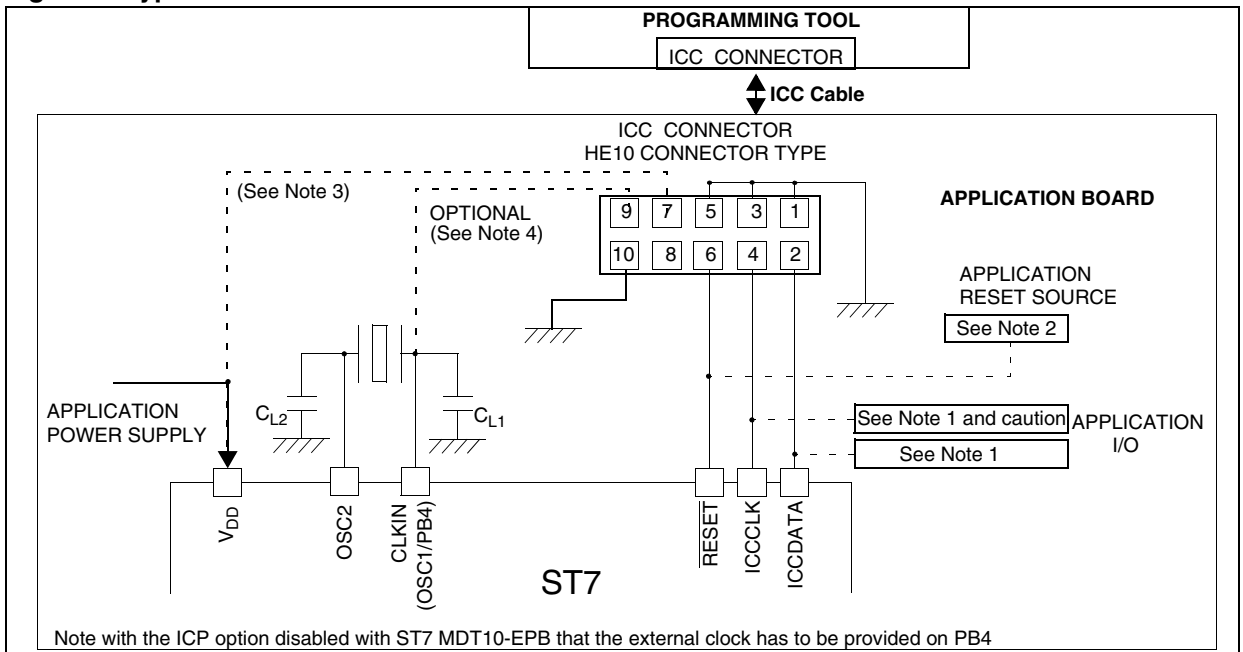 PROGRAMMING TOOL
ICC CONNECTOR
ICC Cable
ICC CONNECTOR
HE10 CONNECTOR TYPE
(See Note 3)
OPTIONAL
(See Note 4)
9 7 5 3 1
10 8 6 4 2
APPLICATION BOARD
APPLICATION
RESET SOURCE
See Note 2
APPLICATION
POWER SUPPLY
CL2
CL1
See Note 1 and caution
See Note 1
APPLICATION
I/O
VDD
OSC2
CLKIN
(OSC1/PB4)
RESET
ICCCLK
ICCDATA
ST7
Note with the ICP option disabled with ST7 MDT10-EPB that the external clock has to be provided on PB4